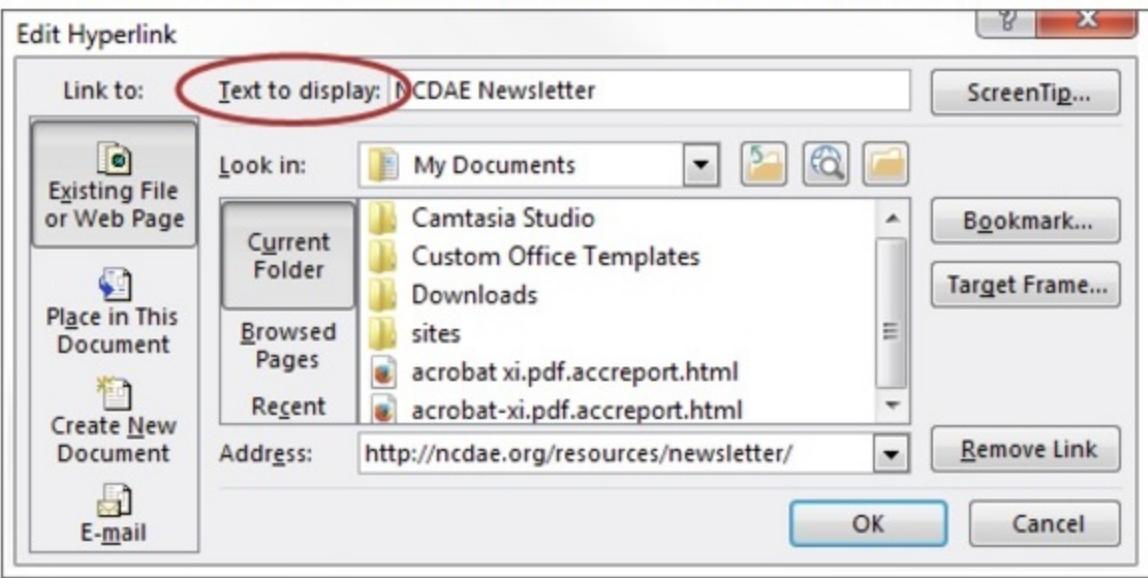 Edit Hyperlink
Link to:
Text to display: NCDAE Newsletter
ScreenTip...
Existing File
or Web Page
Place in This
Document
Create New
Document
E-mail
Look in:
My Documents
Current
Folder
Browsed
Pages
Recent
Camtasia Studio
Custom Office Templates
Downloads
sites
acrobat xi.pdf.accreport.html
acrobat-xi.pdf.accreport.html
Bookmark...
Target Frame...
Address: http://ncdae.org/resources/newsletter/
Remove Link
OK
Cancel